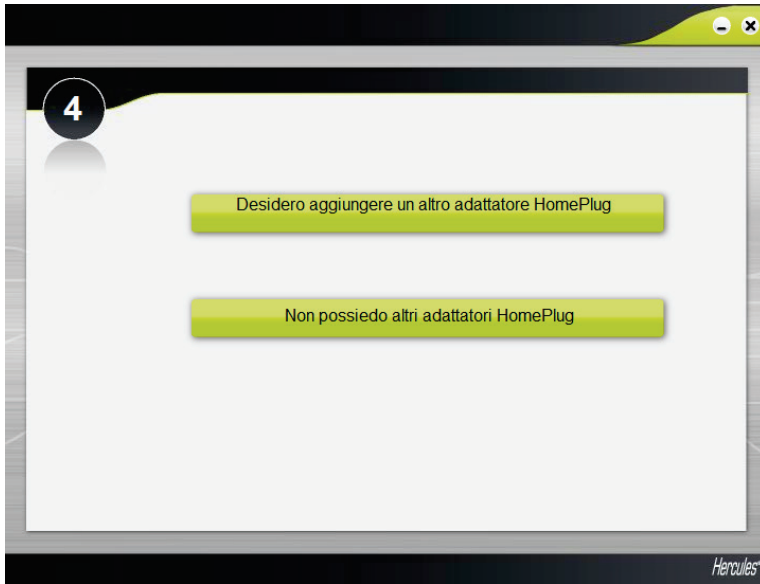 4
Desidero aggiungere un altro adattatore HomePlug
Non possiedo altri adattatori HomePlug
Hercules